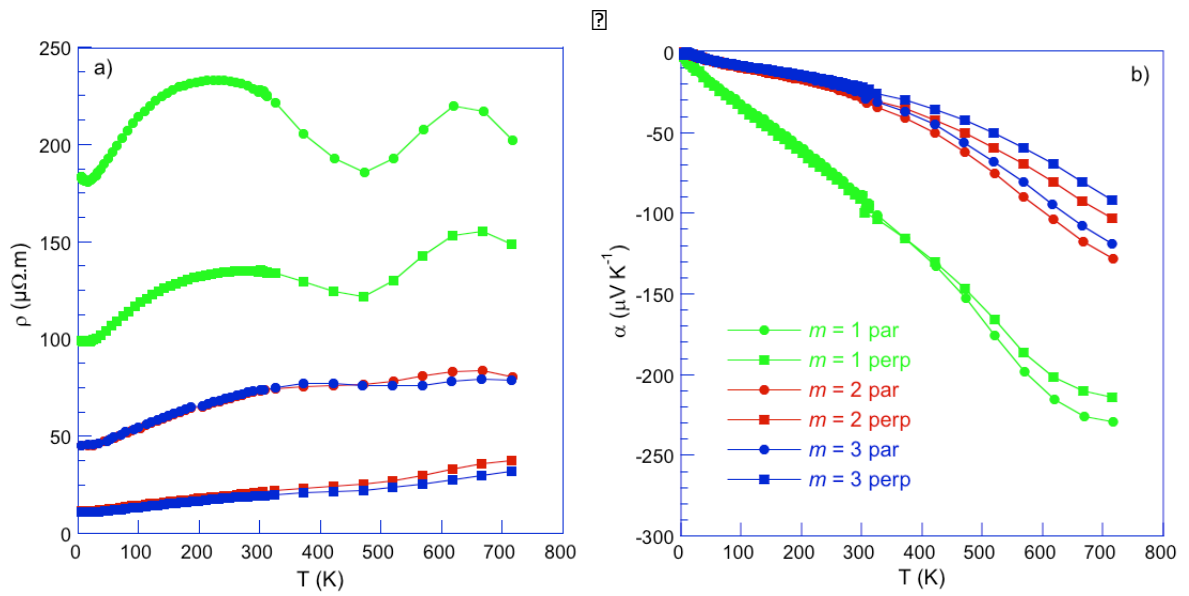 a)
250
200
150
100
50
0
ρ (μΩ.m)
0 100 200 300 400 500 600 700 800
T (K)
b)
0
-50
-100
-150
-200
-250
-300
α (μV K⁻¹)
m = 1 par
m = 1 perp
m = 2 par
m = 2 perp
m = 3 par
m = 3 perp
0 100 200 300 400 500 600 700 800
T (K)